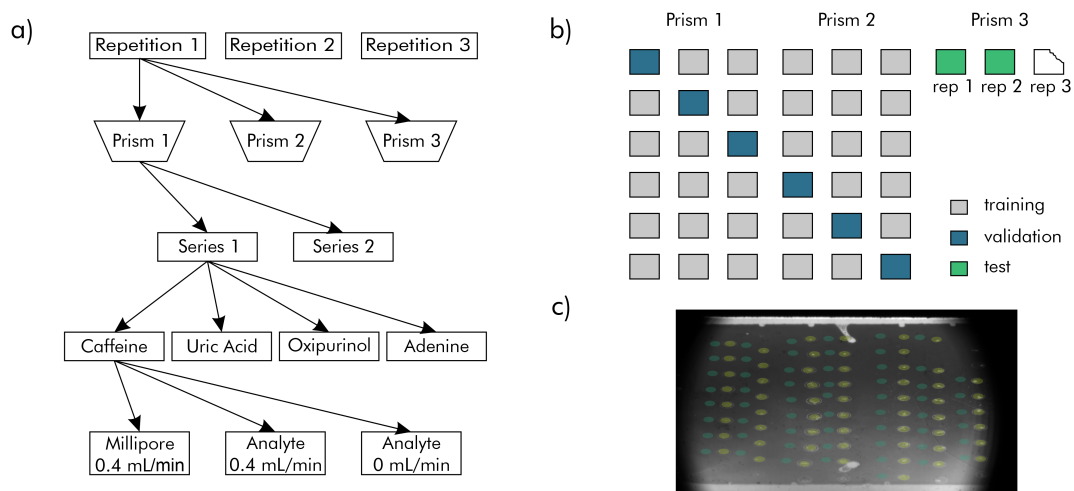 a)
Repetition 1 Repetition 2 Repetition 3
Prism 1 Prism 2 Prism 3
Series 1 Series 2
Caffeine Uric Acid Oxipurinol Adenine
Millipore Analyte Analyte
0.4 mL/min 0.4 mL/min 0 mL/min
b)
Prism 1 Prism 2 Prism 3
rep 1 rep 2 rep 3
training
validation
test
c)